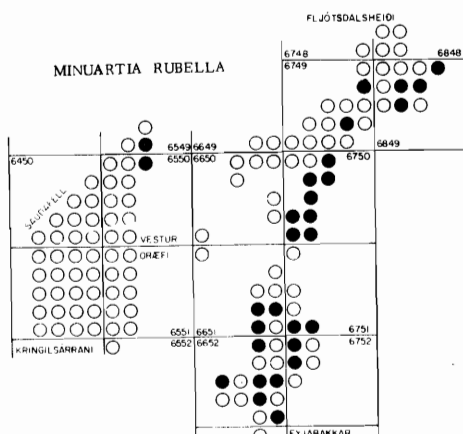 FLJÓTSDALSHEIÐI
MINUARTIA RUBELLA
6748 6848
6749
6549 6649
6450 6550 6650 6750 6849
SAUÐAFELL
VESTUR
ÖRÆFI
6551 6651 6751
KRINGILSÁRRANI 6552 6652 6752
EYJABAKKAR